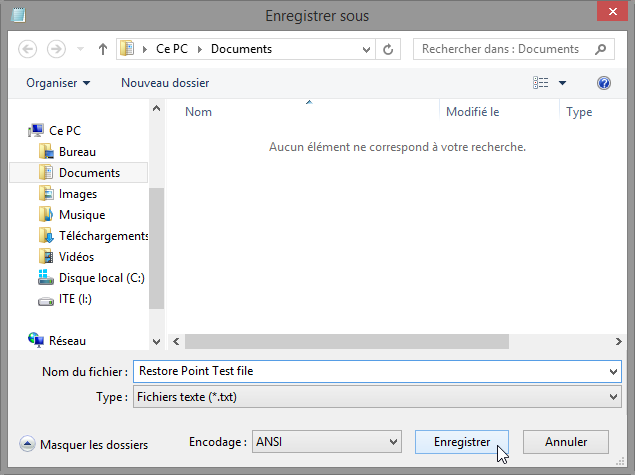 Enregistrer sous
Ce PC Documents
Rechercher dans : Documents
Organiser Nouveau dossier
Nom Modifié le Type
Aucun élément ne correspond à votre recherche.
Ce PC
Bureau
Documents
Images
Musique
Téléchargements
Vidéos
Disque local (C:)
ITE (I:)
Réseau
Nom du fichier : Restore Point Test file
Type : Fichiers texte (*.txt)
Masquer les dossiers Encodage : ANSI Enregistrer Annuler